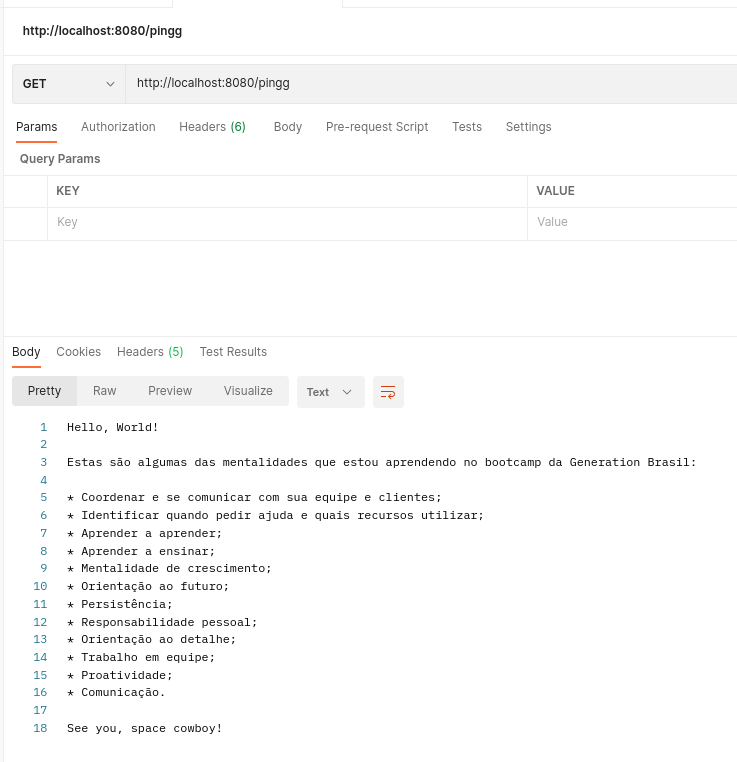 http://localhost:8080/pingg
GET http://localhost:8080/pingg
Params Authorization Headers (6) Body Pre-request Script Tests Settings
Query Params
KEY VALUE
Key Value
Body Cookies Headers (5) Test Results
Pretty Raw Preview Visualize Text
1 Hello, World!
2
3 Estas são algumas das mentalidades que estou aprendendo no bootcamp da Generation Brasil:
4
5 * Coordenar e se comunicar com sua equipe e clientes;
6 * Identificar quando pedir ajuda e quais recursos utilizar;
7 * Aprender a aprender;
8 * Aprender a ensinar;
9 * Mentalidade de crescimento;
10 * Orientação ao futuro;
11 * Persistência;
12 * Responsabilidade pessoal;
13 * Orientação ao detalhe;
14 * Trabalho em equipe;
15 * Proatividade;
16 * Comunicação.
17
18 See you, space cowboy!